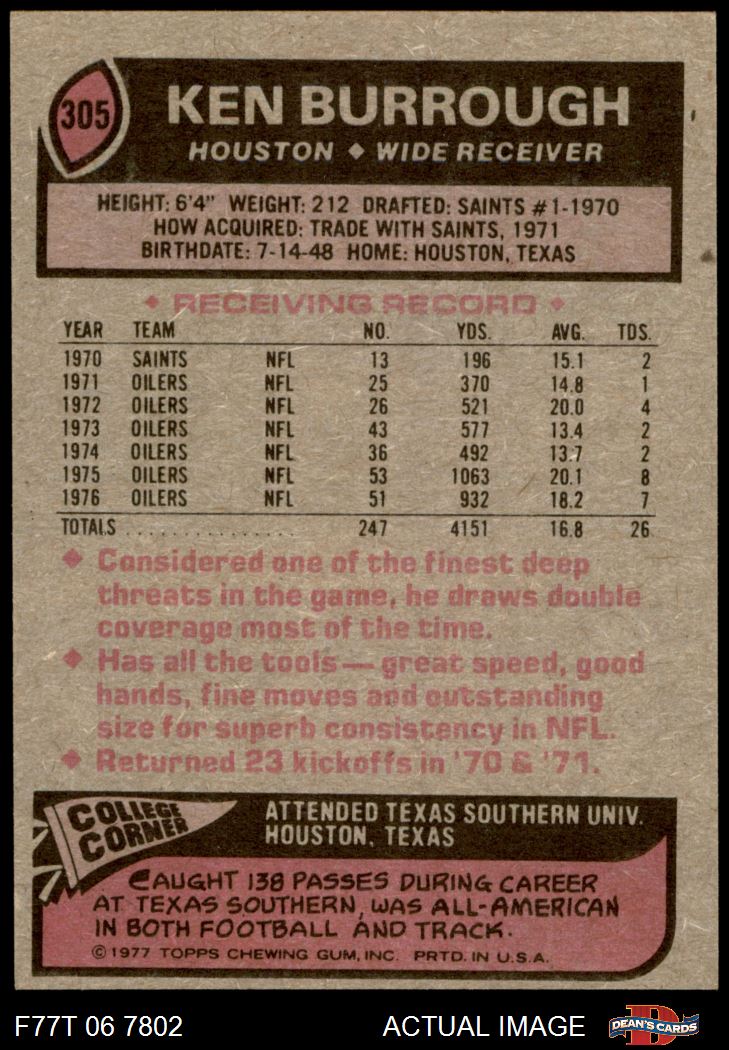 305
KEN BURROUGH
HOUSTON ◆ WIDE RECEIVER
HEIGHT: 6'4" WEIGHT: 212 DRAFTED: SAINTS #1-1970
HOW ACQUIRED: TRADE WITH SAINTS, 1971
BIRTHDATE: 7-14-48 HOME: HOUSTON, TEXAS
◆ RECEIVING RECORD ◆
YEAR TEAM NO. YDS. AVG. TDS.
1970 SAINTS NFL 13 196 15.1 2
1971 OILERS NFL 25 370 14.8 1
1972 OILERS NFL 26 521 20.0 4
1973 OILERS NFL 43 577 13.4 2
1974 OILERS NFL 36 492 13.7 2
1975 OILERS NFL 53 1063 20.1 8
1976 OILERS NFL 51 932 18.2 7
TOTALS ................ 247 4151 16.8 26
◆ Considered one of the finest deep
threats in the game, he draws double
coverage most of the time.
◆ Has all the tools—great speed, good
hands, fine moves and outstanding
size for superb consistency in NFL.
◆ Returned 23 kickoffs in '70 & '71.
COLLEGE
CORNER
ATTENDED TEXAS SOUTHERN UNIV.
HOUSTON, TEXAS
CAUGHT 138 PASSES DURING CAREER
AT TEXAS SOUTHERN, WAS ALL-AMERICAN
IN BOTH FOOTBALL AND TRACK.
©1977 TOPPS CHEWING GUM, INC. PRTD. IN U.S.A.
F77T 06 7802 ACTUAL IMAGE
D
DEAN'S CARDS